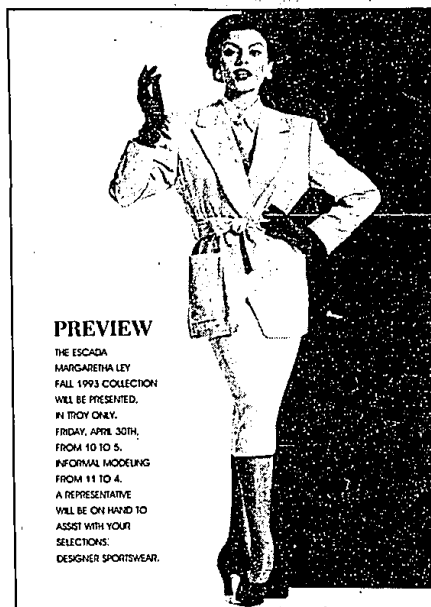 PREVIEW
THE ESCADA
MARGARETHA LEY
FALL 1993 COLLECTION
WILL BE PRESENTED,
IN TROY ONLY,
FRIDAY, APRIL 30TH,
FROM 10 TO 5.
INFORMAL MODELING
FROM 11 TO 4.
A REPRESENTATIVE
WILL BE ON HAND TO
ASSIST WITH YOUR
SELECTIONS.
DESIGNER SPORTSWEAR.